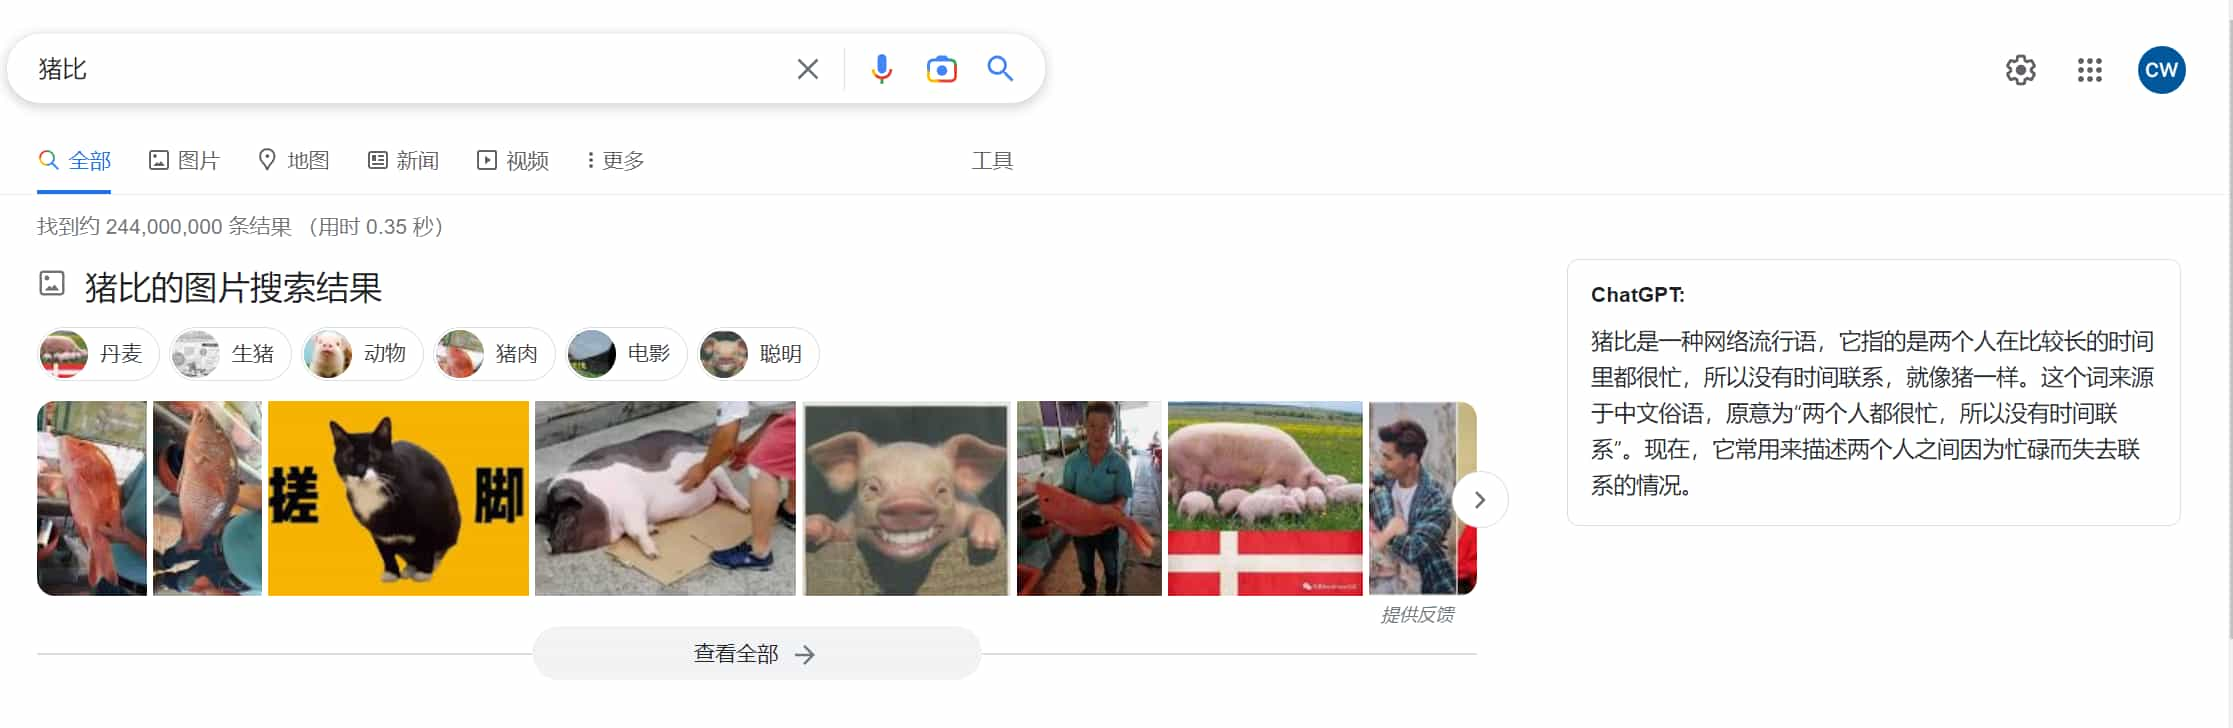 猪比
CW
全部
图片
地图
新闻
视频
更多
工具
找到约 244,000,000 条结果 （用时 0.35 秒）
猪比的图片搜索结果
丹麦
生猪
动物
猪肉
电影
聪明
搓 脚
提供反馈
查看全部
ChatGPT:
猪比是一种网络流行语，它指的是两个人在比较长的时间
里都很忙，所以没有时间联系，就像猪一样。这个词来源
于中文俗语，原意为“两个人都很忙，所以没有时间联
系”。现在，它常用来描述两个人之间因为忙碌而失去联
系的情况。